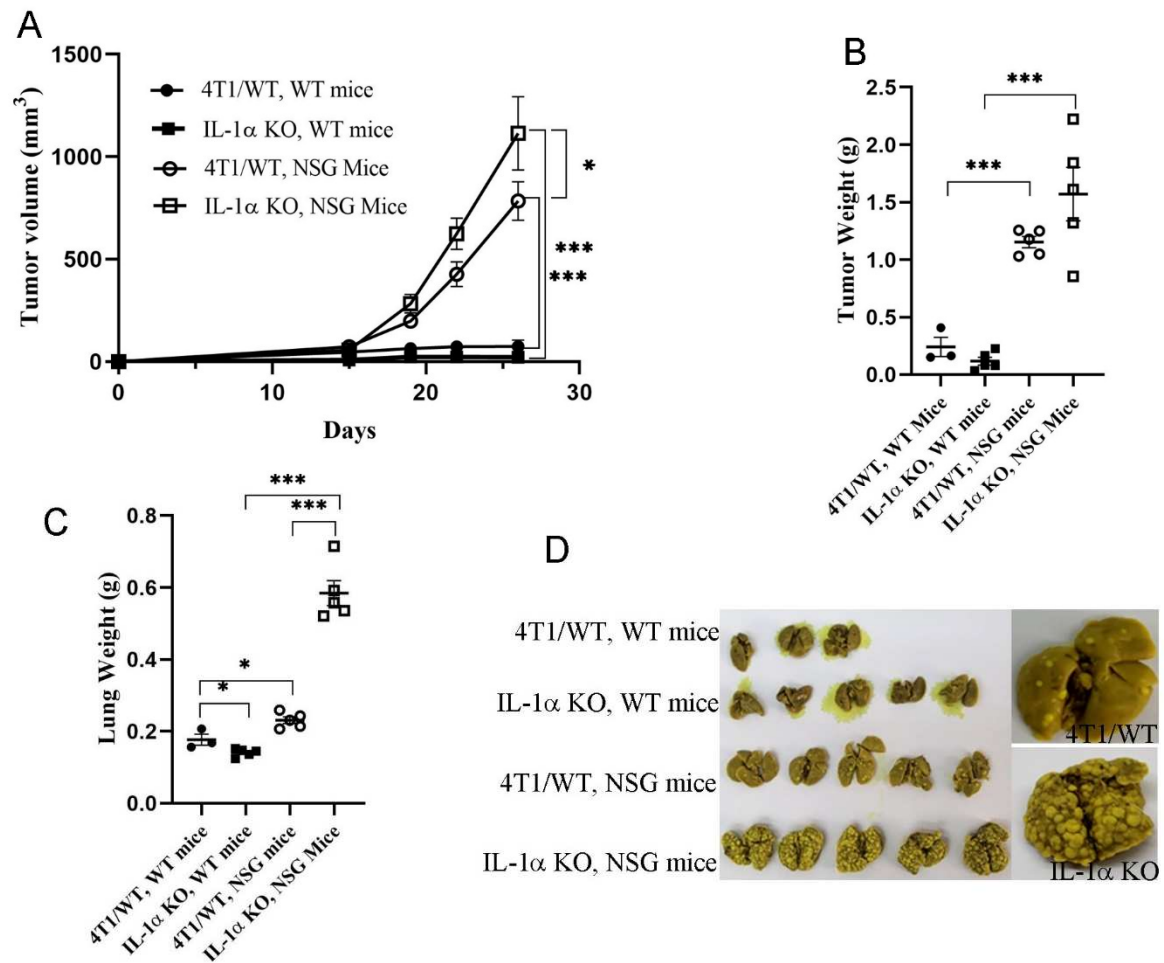 A
1500
1000
500
0
Tumor volume (mm³)
4T1/WT, WT mice
IL-1α KO, WT mice
4T1/WT, NSG Mice
IL-1α KO, NSG Mice
*
***
***
0
10
20
30
Days
B
***
***
2.5
2.0
1.5
1.0
0.5
0.0
Tumor Weight (g)
4T1/WT, WT Mice
IL-1α KO, WT mice
4T1/WT, NSG mice
IL-1α KO, NSG Mice
C
***
***
*
*
0.8
0.6
0.4
0.2
0.0
Lung Weight (g)
4T1/WT, WT mice
IL-1α KO, WT mice
4T1/WT, NSG mice
IL-1α KO, NSG Mice
D
4T1/WT, WT mice
IL-1α KO, WT mice
4T1/WT, NSG mice
IL-1α KO, NSG mice
4T1/WT
IL-1α KO